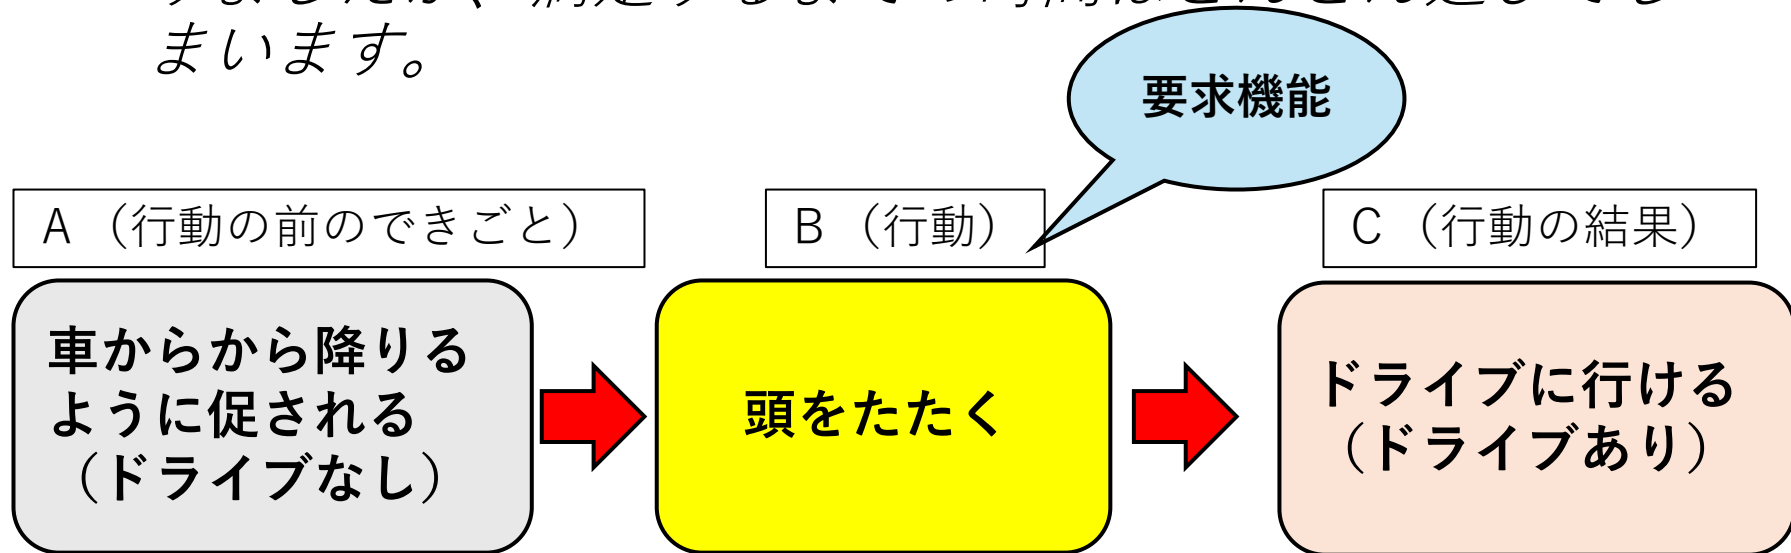 まいます。
要求機能
A（行動の前のできごと）
B（行動）
C（行動の結果）
車からから降りる
ように促される
（ドライブなし）
頭をたたく
ドライブに行ける
（ドライブあり）